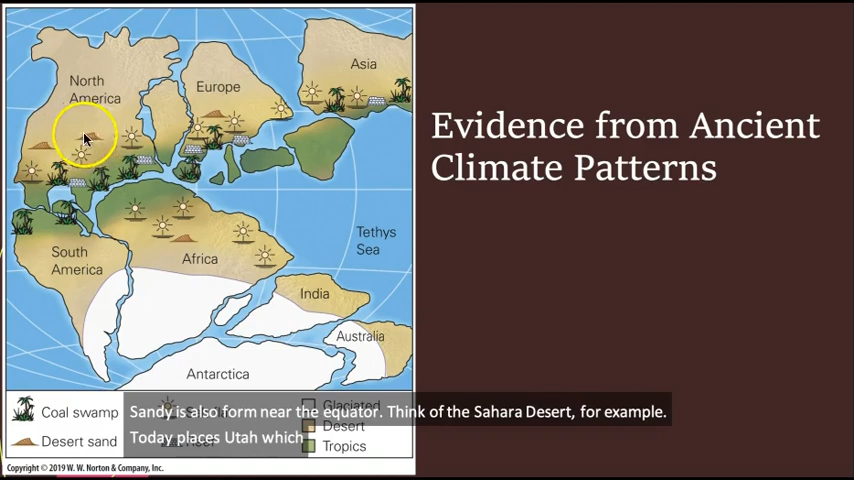 Asia
North
America
Europe
Evidence from Ancient
Climate Patterns
Tethys
Sea
South
America
Africa
India
Australia
Antarctica
Coal swamp
Glaciated
Sandy is also form near the equator. Think of the Sahara Desert, for example.
Desert
Desert sand
Today places Utah which
Tropics
Copyright © 2019 W. W. Norton & Company, Inc.